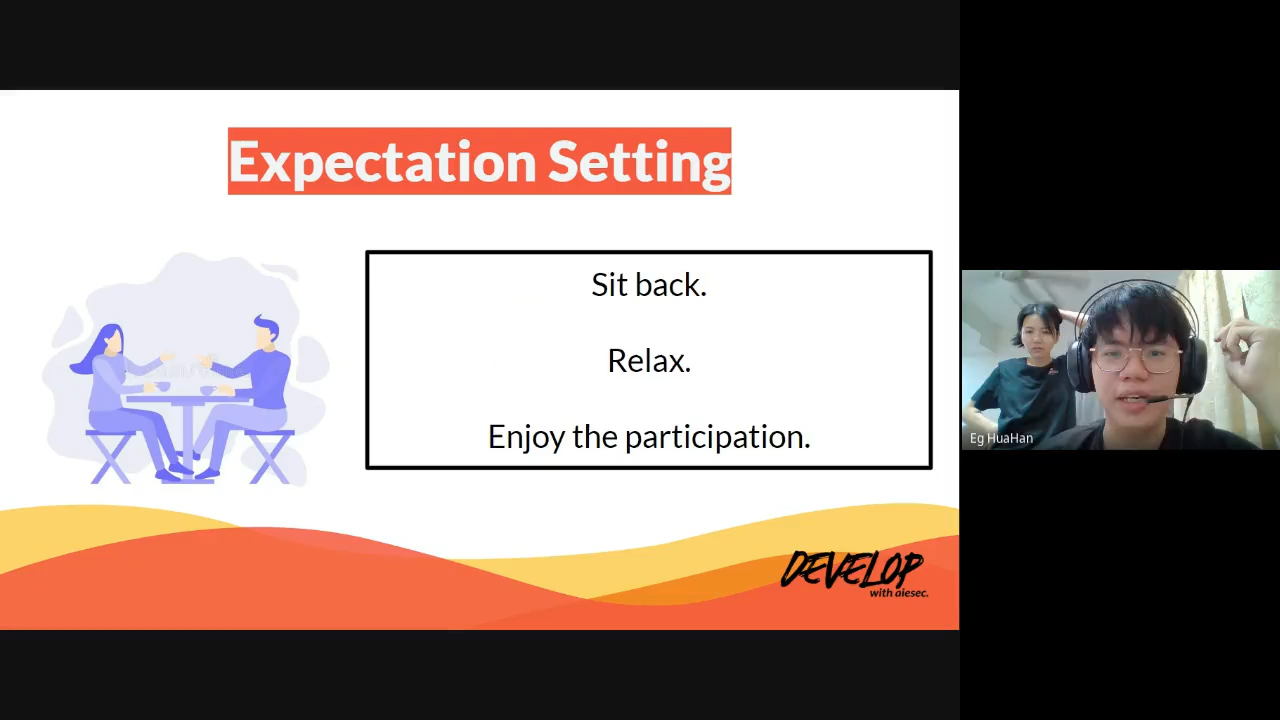 Expectation Setting
Sit back.
Relax.
Enjoy the participation.
DEVELOP
with aiesec.
Eg HuaHan